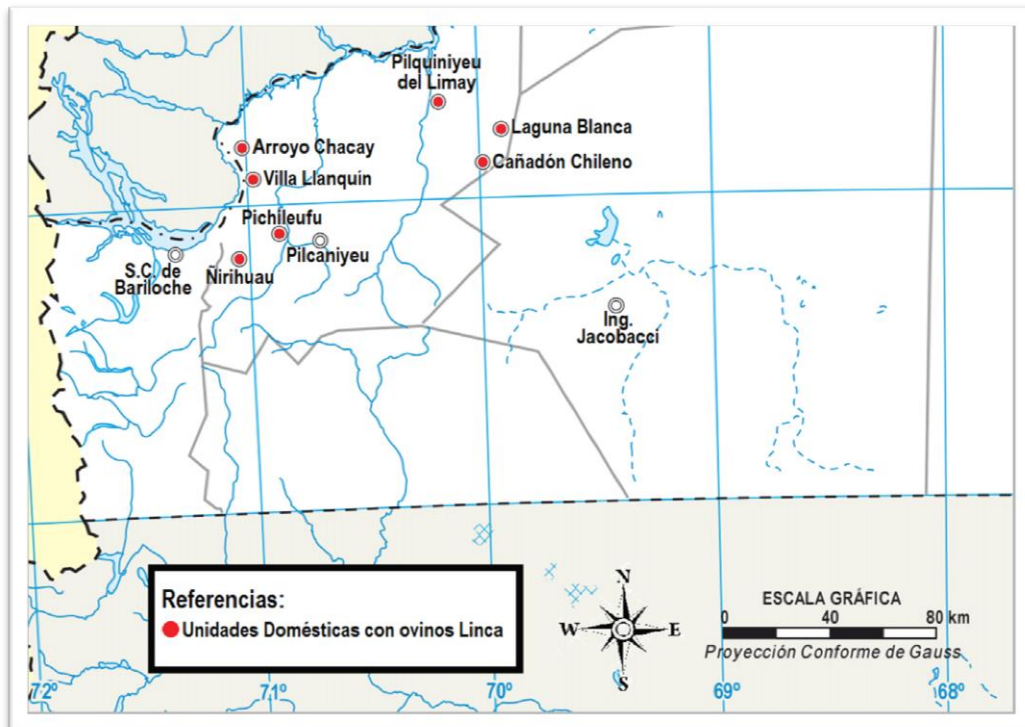 Pilquiniyeu
del Limay
Laguna Blanca
Arroyo Chacay
Cañadón Chileno
Villa Llanquin
Pichileufu
Pilcaniyeu
S.C. de
Bariloche
Ñirihuau
Ing.
Jacobacci
Referencias:
Unidades Domésticas con ovinos Linca
N
W E
S
ESCALA GRÁFICA
0 40 80 km
Proyección Conforme de Gauss
72º 71º 70º 69º 68º